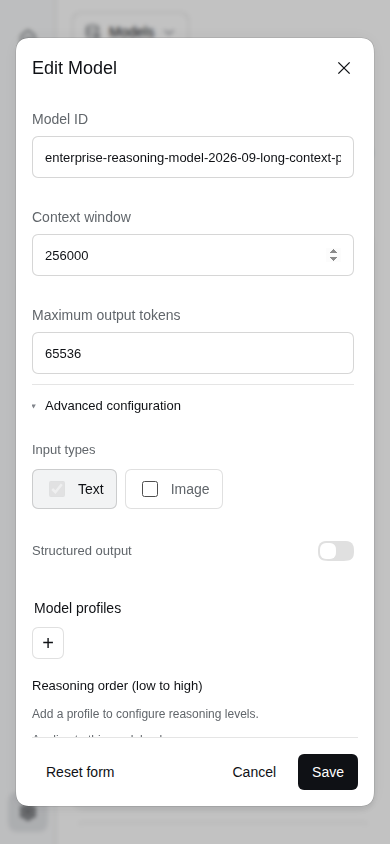 Models
Edit Model
Model ID
enterprise-reasoning-model-2026-09-long-context-p
Context window
256000
Maximum output tokens
65536
Advanced configuration
Input types
Text
Image
Structured output
Model profiles
+
Reasoning order (low to high)
Add a profile to configure reasoning levels.
Reset form
Cancel
Save